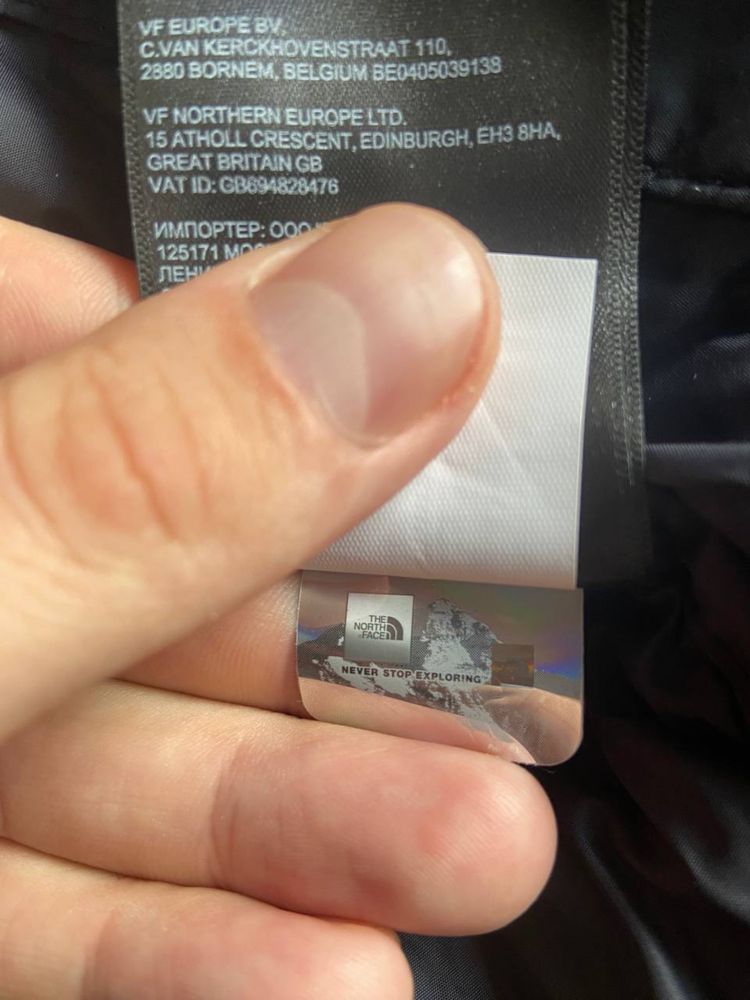 VF EUROPE BV,
C.VAN KERCKHOVENSTRAAT 110,
2880 BORNEM, BELGIUM BE0405039138
VF NORTHERN EUROPE LTD.
15 ATHOLL CRESCENT, EDINBURGH, EH3 8HA,
GREAT BRITAIN GB
VAT ID: GB694828476
ИМПОРТЕР: ООО
125171
THE
NORTH
FACE
NEVER STOP EXPLORING